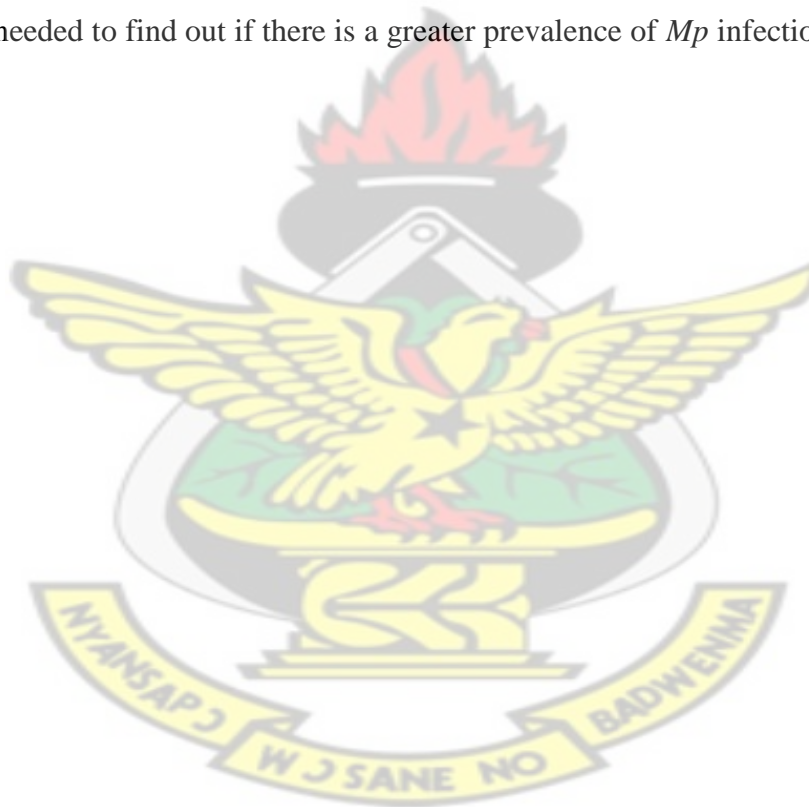 needed to find out if there is a greater prevalence of Mp infectio
NYANSAPƆ WƆSANE NO BADWENMA